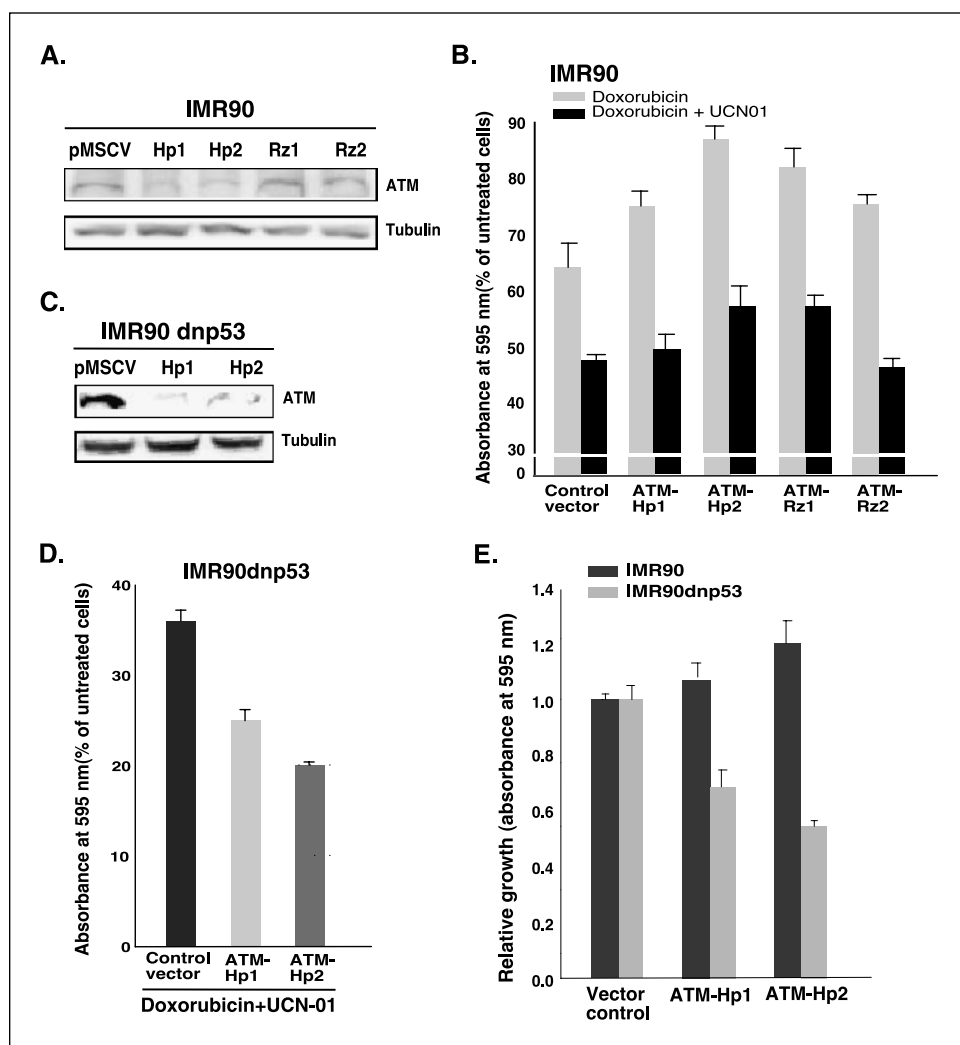 A.
IMR90
pMSCV Hp1 Hp2 Rz1 Rz2
ATM
Tubulin
B.
IMR90
Doxorubicin
Doxorubicin + UCN01
Absorbance at 595 nm(% of untreated cells)
90
80
70
60
50
40
30
0
Control vector
ATM-Hp1
ATM-Hp2
ATM-Rz1
ATM-Rz2
C.
IMR90 dnp53
pMSCV Hp1 Hp2
ATM
Tubulin
D.
IMR90dnp53
Absorbance at 595 nm(% of untreated cells)
40
30
20
10
0
Control vector
ATM-Hp1
ATM-Hp2
Doxorubicin+UCN-01
E.
IMR90
IMR90dnp53
Relative growth (absorbance at 595 nm)
1.4
1.2
1.0
0.8
0.6
0.4
0.2
0.0
Vector control
ATM-Hp1
ATM-Hp2